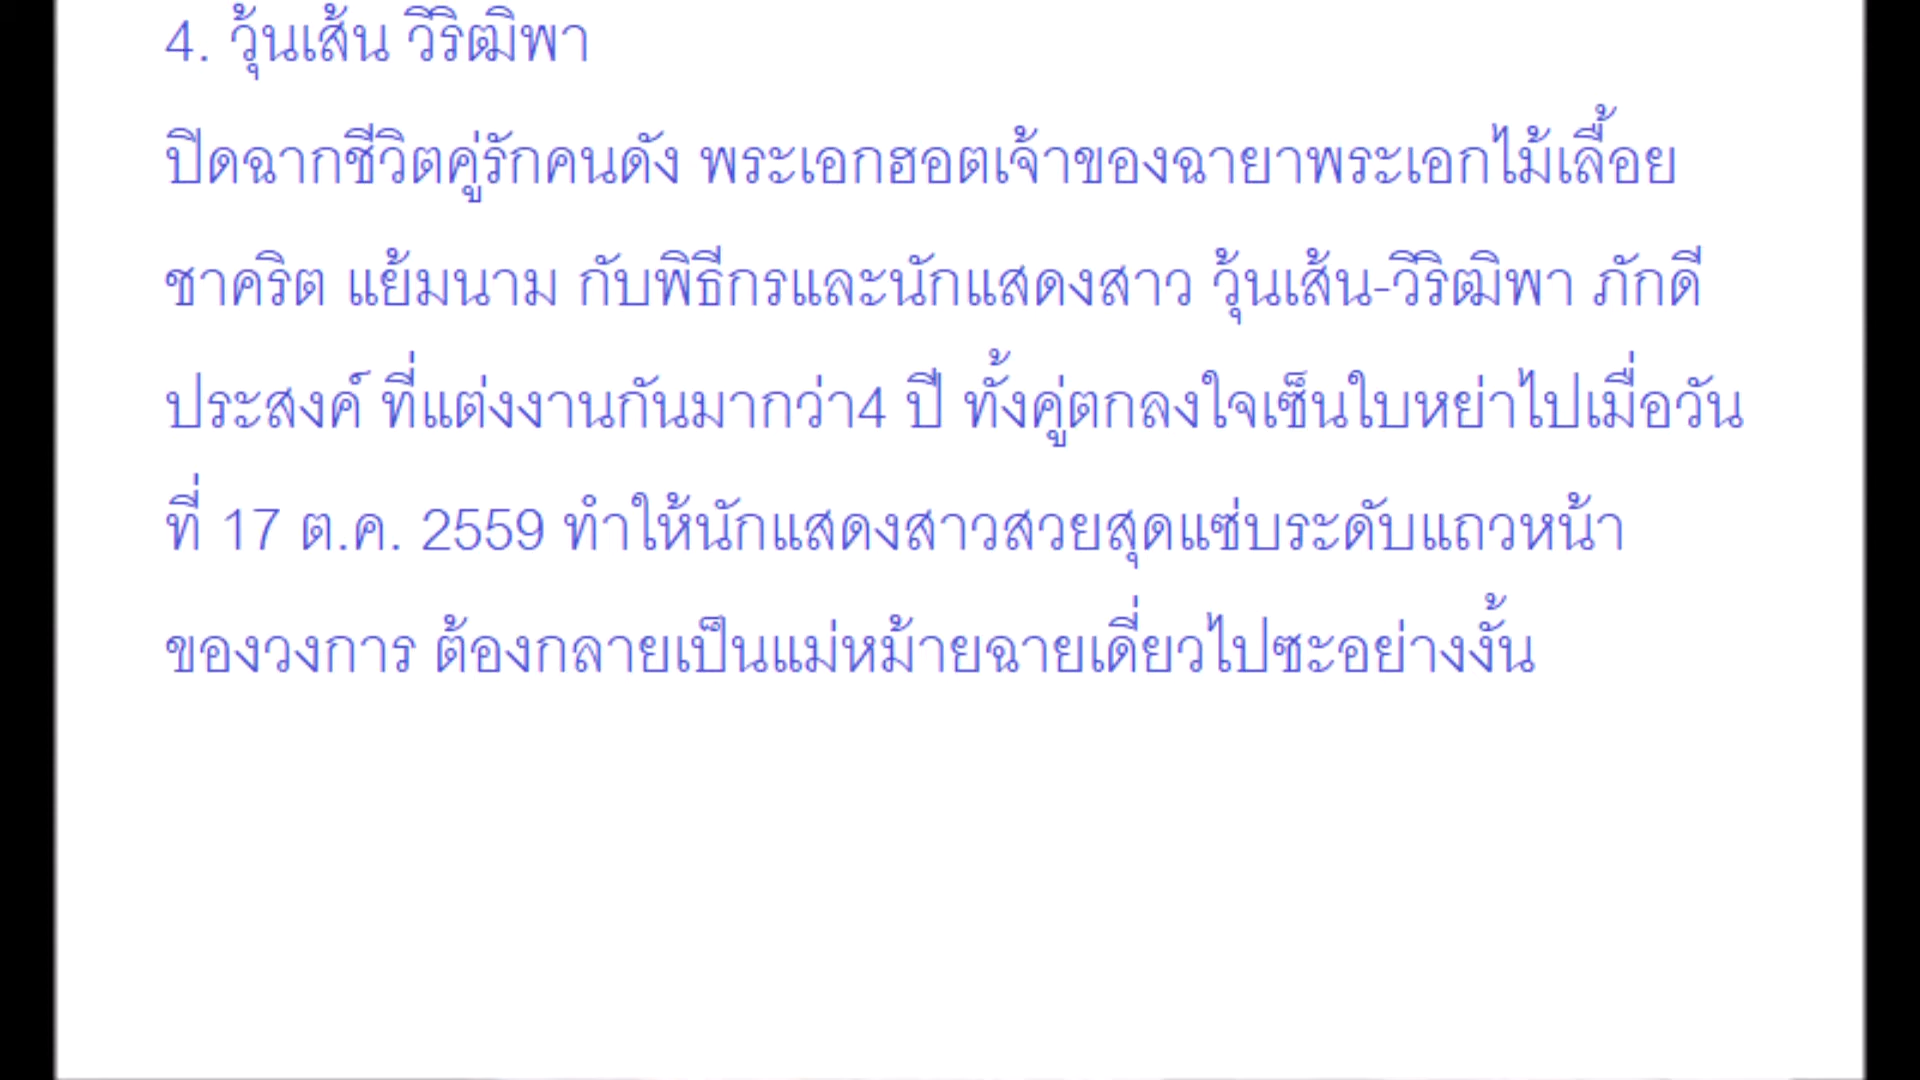 4. วุ้นเส้น วิริฒิพา
ปิดฉากชีวิตคู่รักคนดัง พระเอกฮอตเจ้าของฉายาพระเอกไม้เลื้อย
ชาคริต แย้มนาม กับพิธีกรและนักแสดงสาว วุ้นเส้น-วิริฒิพา ภักดี
ประสงค์ ที่แต่งงานกันมากว่า4 ปี ทั้งคู่ตกลงใจเซ็นใบหย่าไปเมื่อวัน
ที่ 17 ต.ค. 2559 ทำให้นักแสดงสาวสวยสุดแซ่บระดับแถวหน้า
ของวงการ ต้องกลายเป็นแม่หม้ายฉายเดี่ยวไปซะอย่างงั้น